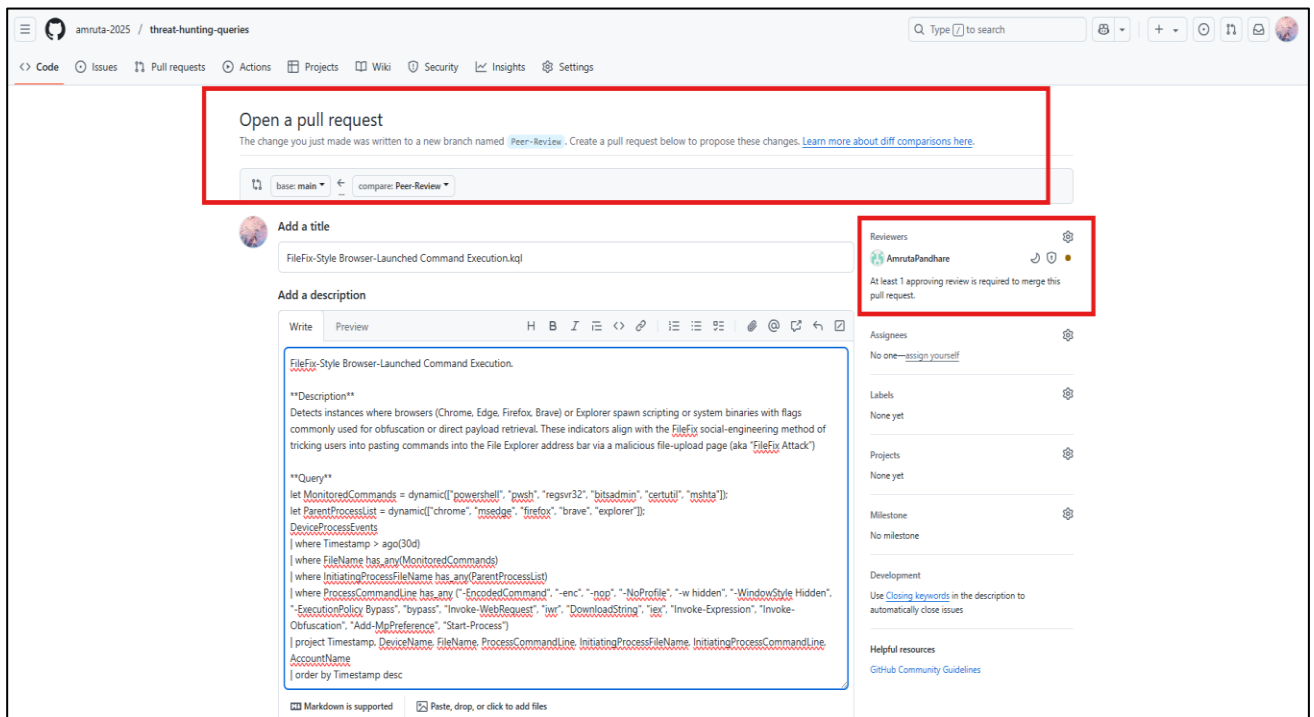 amruta-2025 / threat-hunting-queries
Type / to search
Code Issues Pull requests Actions Projects Wiki Security Insights Settings
Open a pull request
The change you just made was written to a new branch named Peer-Review. Create a pull request below to propose these changes. Learn more about diff comparisons here.
base: main compare: Peer-Review
Add a title
FileFix-Style Browser-Launched Command Execution.kql
Add a description
Write Preview
FileFix-Style Browser-Launched Command Execution.
**Description**
Detects instances where browsers (Chrome, Edge, Firefox, Brave) or Explorer spawn scripting or system binaries with flags
commonly used for obfuscation or direct payload retrieval. These indicators align with the FileFix social-engineering method of
tricking users into pasting commands into the File Explorer address bar via a malicious file-upload page (aka "FileFix Attack")
**Query**
let MonitoredCommands = dynamic(["powershell", "pwsh", "regsvr32", "bitsadmin", "certutil", "mshta"]);
let ParentProcessList = dynamic(["chrome", "msedge", "firefox", "brave", "explorer"]);
DeviceProcessEvents
| where Timestamp > ago(30d)
| where FileName has_any(MonitoredCommands)
| where InitiatingProcessFileName has_any(ParentProcessList)
| where ProcessCommandLine has_any ("-EncodedCommand", "-enc", "-nop", "-NoProfile", "-w hidden", "-WindowStyle Hidden",
"-ExecutionPolicy Bypass", "bypass", "Invoke-WebRequest", "iwr", "DownloadString", "iex", "Invoke-Expression", "Invoke-
Obfuscation", "Add-MpPreference", "Start-Process")
| project Timestamp, DeviceName, FileName, ProcessCommandLine, InitiatingProcessFileName, InitiatingProcessCommandLine,
AccountName
| order by Timestamp desc
Markdown is supported Paste, drop, or click to add files
Reviewers
AmrutaPandhare
At least 1 approving review is required to merge this
pull request.
Assignees
No one—assign yourself
Labels
None yet
Projects
None yet
Milestone
No milestone
Development
Use Closing keywords in the description to
automatically close issues
Helpful resources
GitHub Community Guidelines